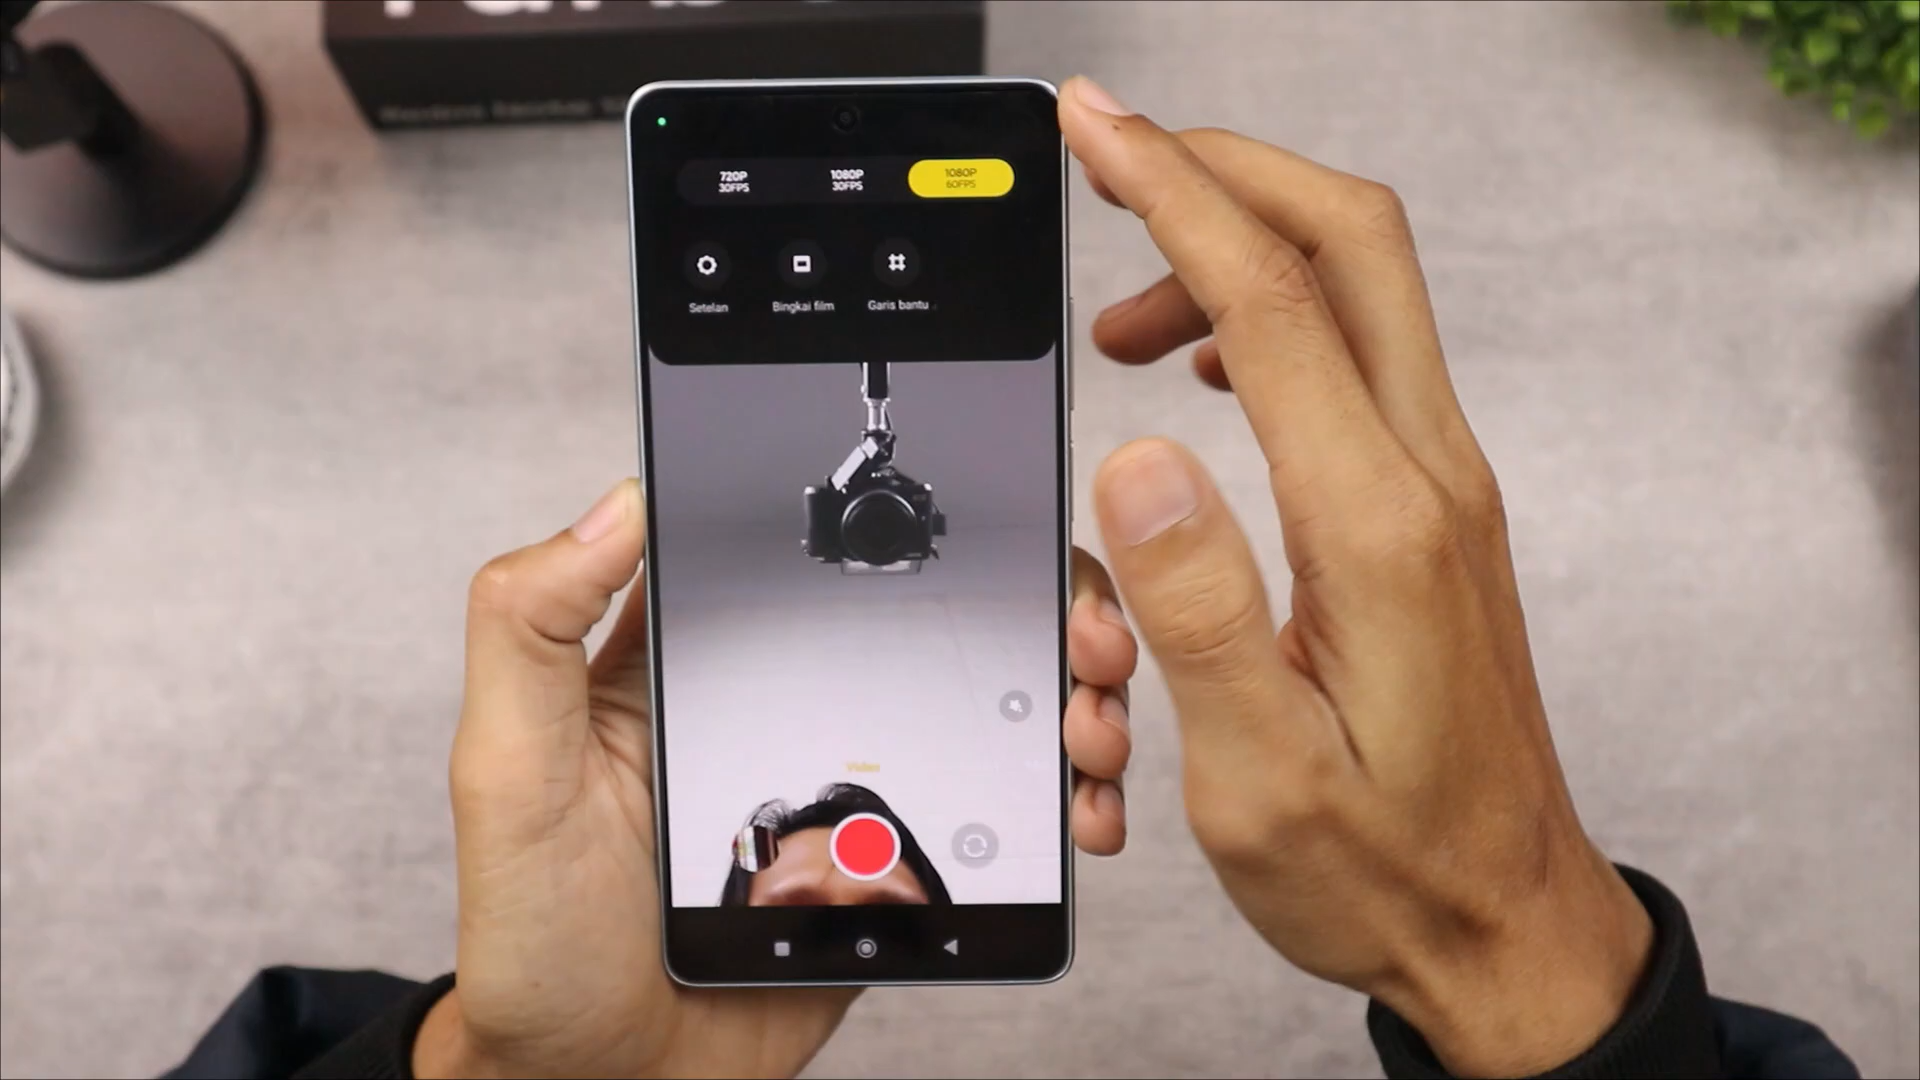 720P
30FPS
1080P
30FPS
1080P
60FPS
Setelan
Bingkai film
Garis bantu
Video